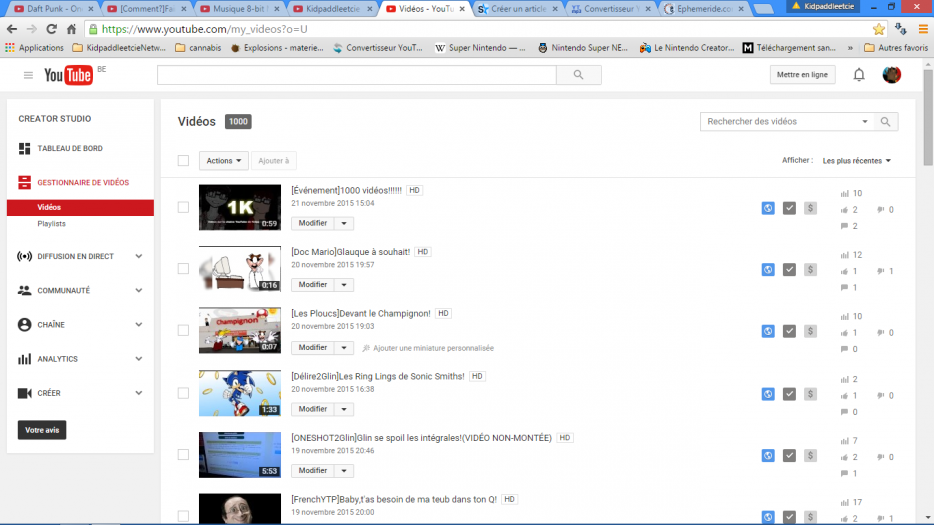 Daft Punk - On
[Comment?]Fai
Musique 8-bit
Kidpaddleetcie
Vidéos - YouTu
Créer un article
Convertisseur
Ephemeride.co
Kidpaddleetcie
https://www.youtube.com/my_videos?o=U
Applications
KidpaddleetcieNetw...
cannabis
Explosions - materie...
Convertisseur YouT...
Super Nintendo — ...
Nintendo Super NE...
Le Nintendo Creator...
Téléchargement san...
»
Autres favoris
YouTube BE
Mettre en ligne
CREATOR STUDIO
TABLEAU DE BORD
GESTIONNAIRE DE VIDÉOS
Vidéos
Playlists
DIFFUSION EN DIRECT
COMMUNAUTÉ
CHAÎNE
ANALYTICS
CRÉER
Votre avis
Vidéos 1000
Rechercher des vidéos
Actions
Ajouter à
Afficher : Les plus récentes
1K
0:59
[Événement]1000 vidéos!!!!!! HD
21 novembre 2015 15:04
Modifier
$
10
2 0
2
0:16
[Doc Mario]Glauque à souhait! HD
20 novembre 2015 19:57
Modifier
$
12
1 1
1
Champignon
0:07
[Les Ploucs]Devant le Champignon! HD
20 novembre 2015 19:03
Modifier
Ajouter une miniature personnalisée
$
10
1 0
0
1:33
[Délire2Glin]Les Ring Lings de Sonic Smiths! HD
20 novembre 2015 16:38
Modifier
$
2
1 0
0
5:53
[ONESHOT2Glin]Glin se spoil les intégrales!(VIDÉO NON-MONTÉE) HD
19 novembre 2015 20:46
Modifier
$
7
2 0
1
[FrenchYTP]Baby,t'as besoin de ma teub dans ton Q! HD
19 novembre 2015 20:00
$
17
2 1